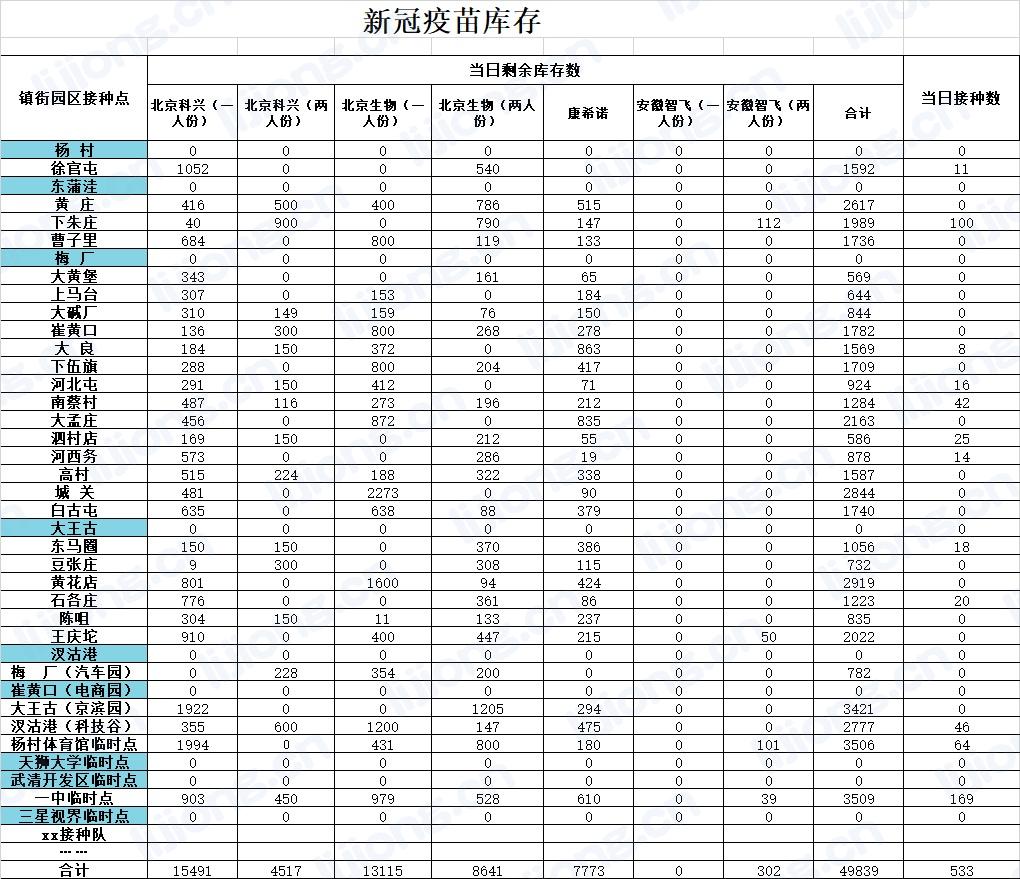 新冠疫苗库存
镇街园区接种点 当日剩余库存数 当日接种数
北京科兴（一人份） 北京科兴（两人份） 北京生物（一人份） 北京生物（两人份） 康希诺 安徽智飞（一人份） 安徽智飞（两人份） 合计
杨 村 0 0 0 0 0 0 0 0 0
徐官屯 1052 0 0 540 0 0 0 1592 11
东蒲洼 0 0 0 0 0 0 0 0 0
黄 庄 416 500 400 786 515 0 0 2617 0
下朱庄 40 900 0 790 147 0 112 1989 100
曹子里 684 0 800 119 133 0 0 1736 0
梅 厂 0 0 0 0 0 0 0 0 0
大黄堡 343 0 0 161 65 0 0 569 0
上马台 307 0 153 0 184 0 0 644 0
大碱厂 310 149 159 76 150 0 0 844 0
崔黄口 136 300 800 268 278 0 0 1782 0
大 良 184 150 372 0 863 0 0 1569 8
下伍旗 288 0 800 204 417 0 0 1709 0
河北屯 291 150 412 0 71 0 0 924 16
南蔡村 487 116 273 196 212 0 0 1284 42
大孟庄 456 0 872 0 835 0 0 2163 0
泗村店 169 150 0 212 55 0 0 586 25
河西务 573 0 0 286 19 0 0 878 14
高村 515 224 188 322 338 0 0 1587 0
城 关 481 0 2273 0 90 0 0 2844 0
白古屯 635 0 638 88 379 0 0 1740 0
大王古 0 0 0 0 0 0 0 0 0
东马圈 150 150 0 370 386 0 0 1056 18
豆张庄 9 300 0 308 115 0 0 732 0
黄花店 801 0 1600 94 424 0 0 2919 0
石各庄 776 0 0 361 86 0 0 1223 20
陈咀 304 150 11 133 237 0 0 835 0
王庆坨 910 0 400 447 215 0 50 2022 0
汊沽港 0 0 0 0 0 0 0 0 0
梅 厂（汽车园） 0 228 354 200 0 0 0 782 0
崔黄口（电商园） 0 0 0 0 0 0 0 0 0
大王古（京滨园） 1922 0 0 1205 294 0 0 3421 0
汊沽港（科技谷） 355 600 1200 147 475 0 0 2777 46
杨村体育馆临时点 1994 0 431 800 180 0 101 3506 64
天狮大学临时点 0 0 0 0 0 0 0 0 0
武清开发区临时点 0 0 0 0 0 0 0 0 0
一中临时点 903 450 979 528 610 0 39 3509 169
三星视界临时点 0 0 0 0 0 0 0 0 0
xx接种队
……
合计 15491 4517 13115 8641 7773 0 302 49839 533